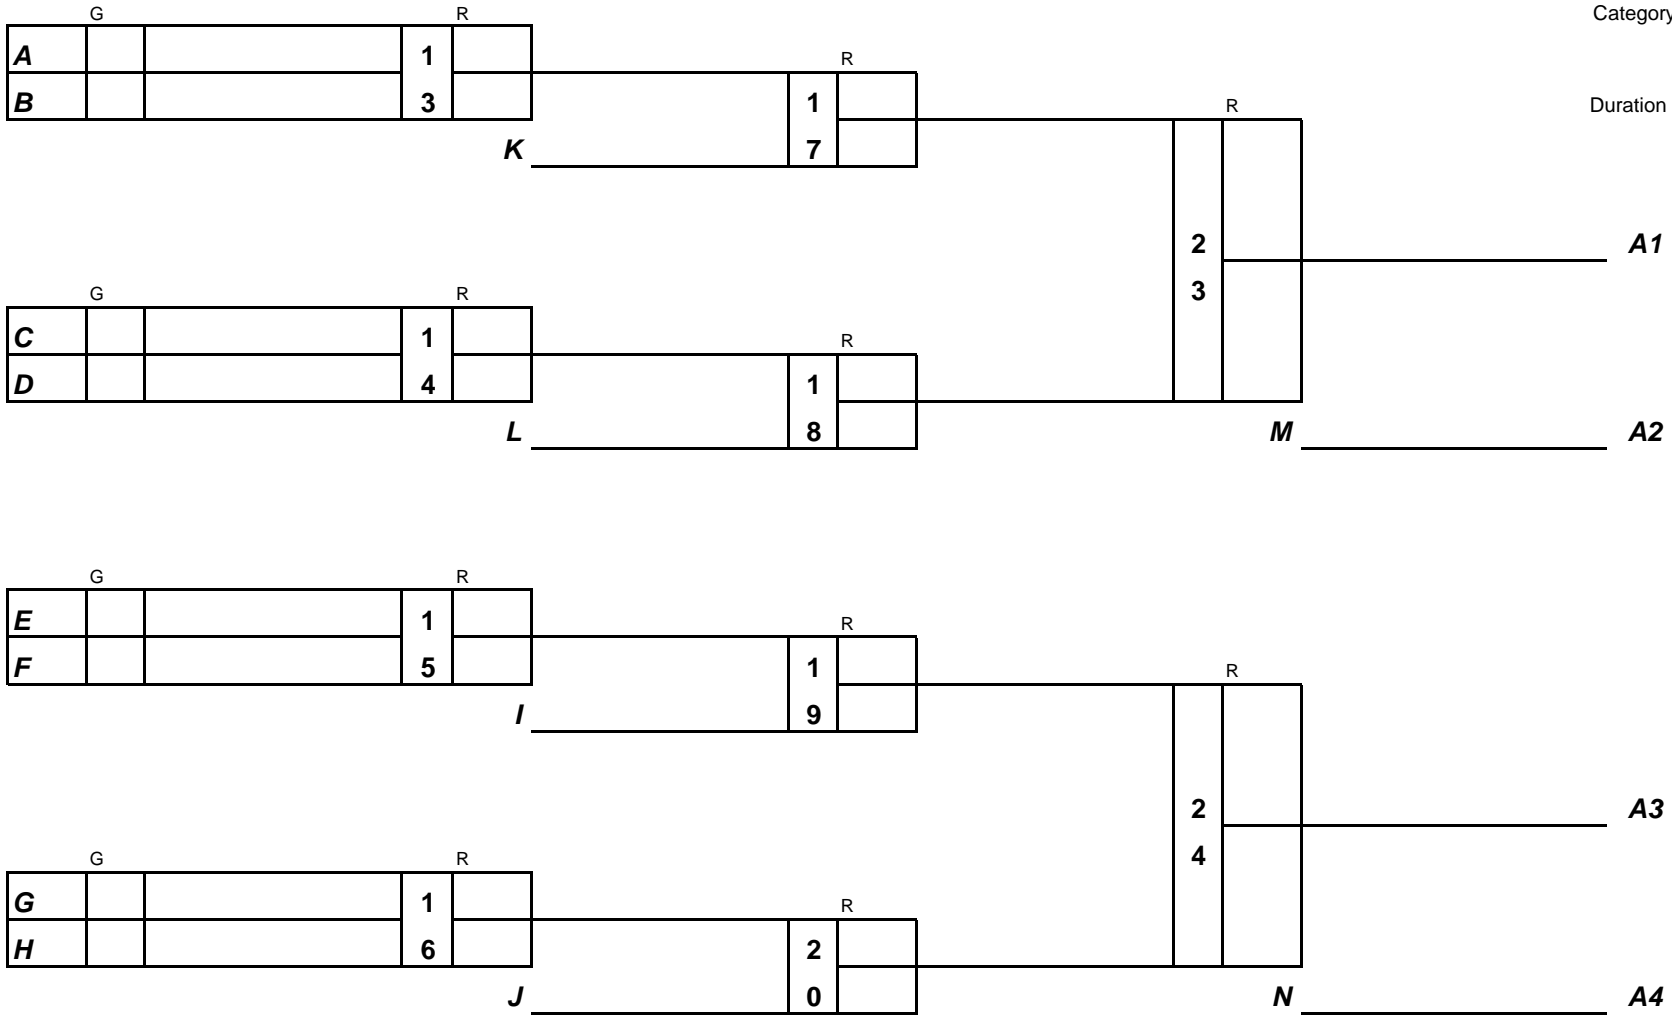 G R Category
A 1
R
B 3 1 R Duration
K 7
2 A1
G R 3
C 1 R
D 4 1
L 8 M A2
G R
E 1 R
F 5 1 R
I 9
2 A3
G R 4
G 1 R
H 6 2
J 0 N A4